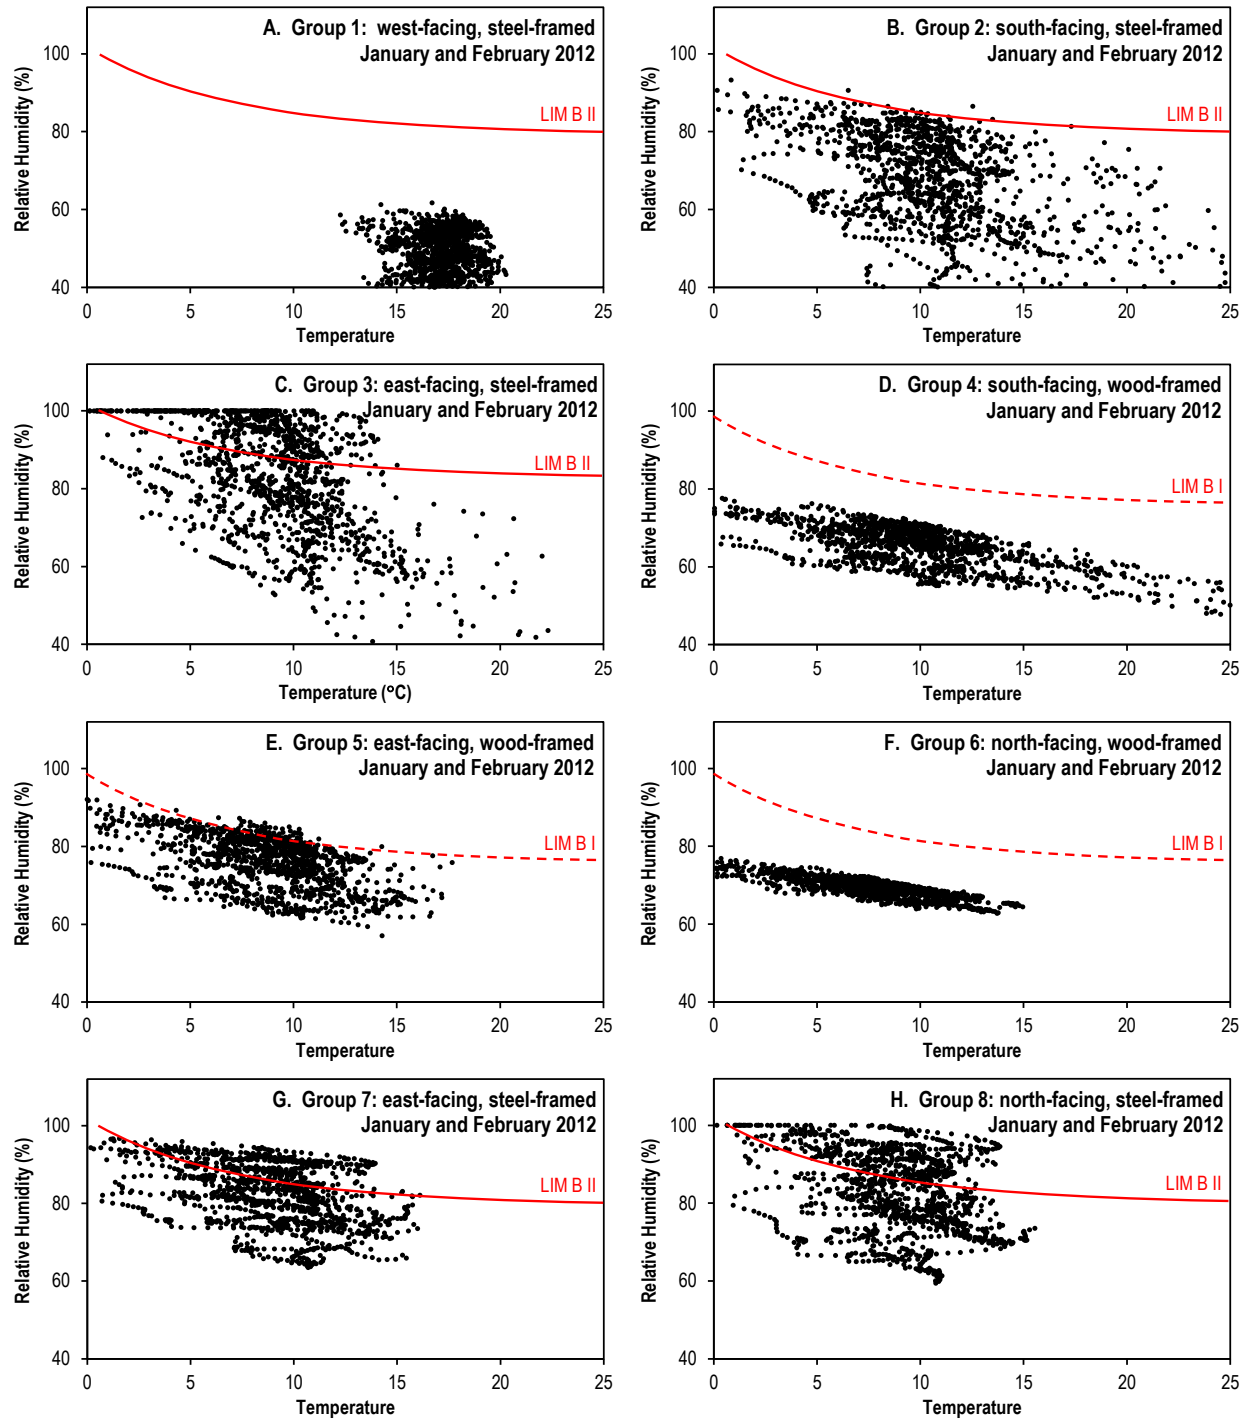 A. Group 1: west-facing, steel-framed
January and February 2012
Relative Humidity (%)
100
80
60
40
LIM B II
0 5 10 15 20 25
Temperature
B. Group 2: south-facing, steel-framed
January and February 2012
Relative Humidity (%)
100
80
60
40
LIM B II
0 5 10 15 20 25
Temperature
C. Group 3: east-facing, steel-framed
January and February 2012
Relative Humidity (%)
100
80
60
40
LIM B II
0 5 10 15 20 25
Temperature (°C)
D. Group 4: south-facing, wood-framed
January and February 2012
Relative Humidity (%)
100
80
60
40
LIM B I
0 5 10 15 20 25
Temperature
E. Group 5: east-facing, wood-framed
January and February 2012
Relative Humidity (%)
100
80
60
40
LIM B I
0 5 10 15 20 25
Temperature
F. Group 6: north-facing, wood-framed
January and February 2012
Relative Humidity (%)
100
80
60
40
LIM B I
0 5 10 15 20 25
Temperature
G. Group 7: east-facing, steel-framed
January and February 2012
Relative Humidity (%)
100
80
60
40
LIM B II
0 5 10 15 20 25
Temperature
H. Group 8: north-facing, steel-framed
January and February 2012
Relative Humidity (%)
100
80
60
40
LIM B II
0 5 10 15 20 25
Temperature